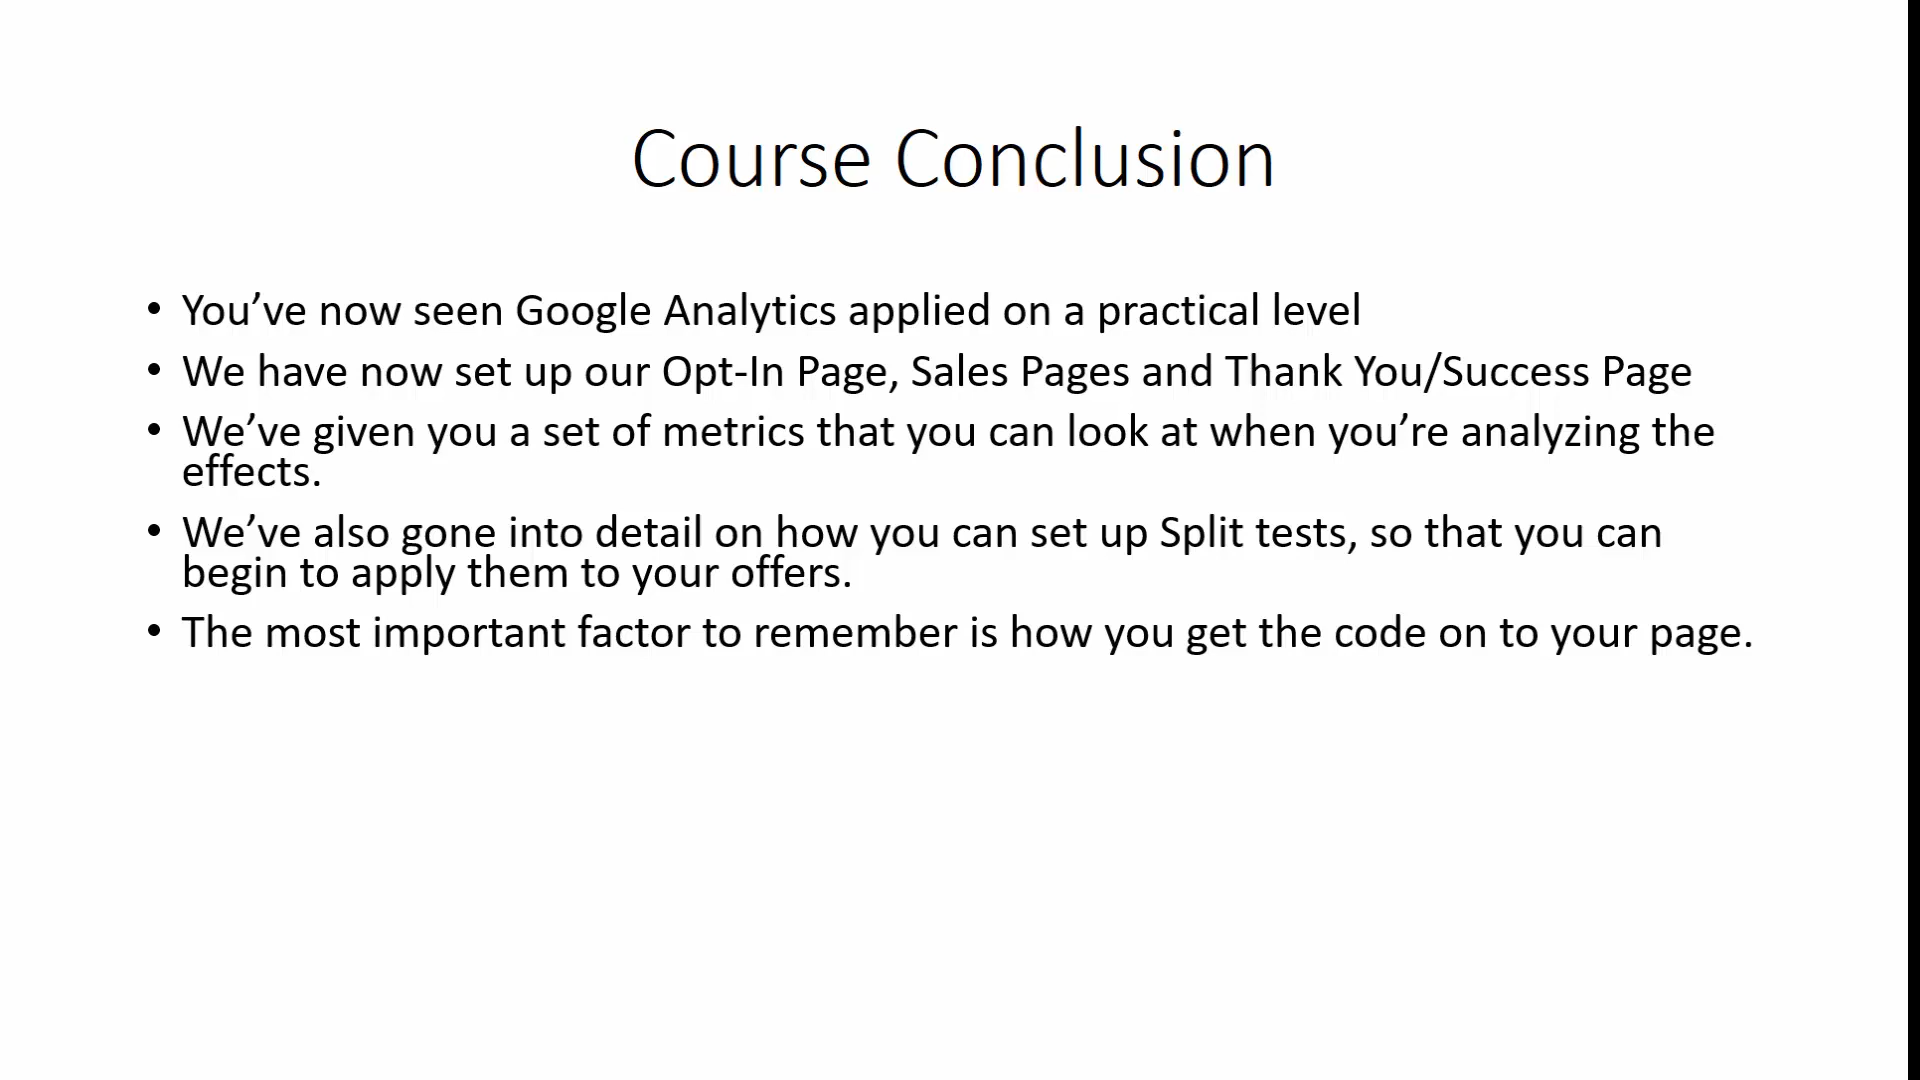 Course Conclusion
• You’ve now seen Google Analytics applied on a practical level
• We have now set up our Opt-In Page, Sales Pages and Thank You/Success Page
• We’ve given you a set of metrics that you can look at when you’re analyzing the
effects.
• We’ve also gone into detail on how you can set up Split tests, so that you can
begin to apply them to your offers.
• The most important factor to remember is how you get the code on to your page.